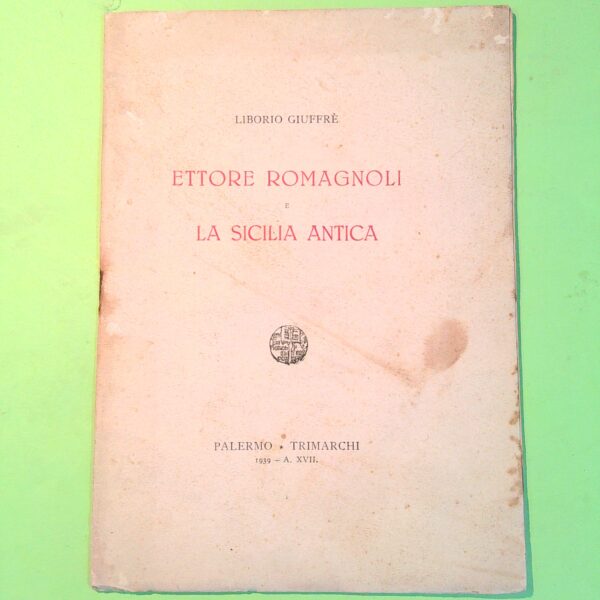 LIBORIO GIUFFRÈ
ETTORE ROMAGNOLI
E
LA SICILIA ANTICA
PALERMO • TRIMARCHI
1939 – A. XVII.